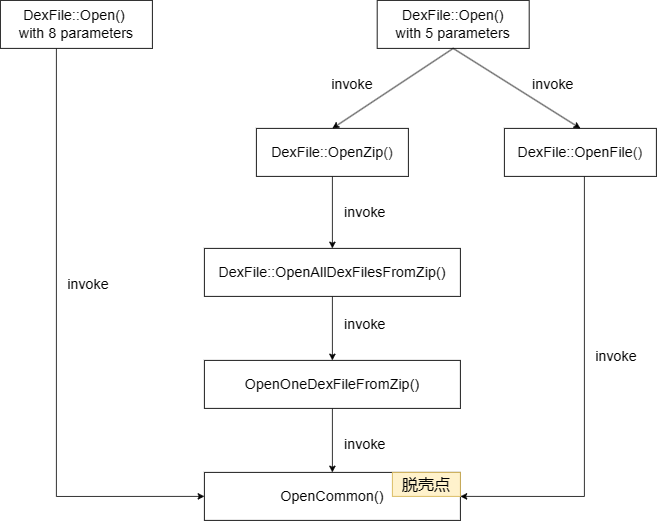 DexFile::Open()
with 8 parameters
DexFile::Open()
with 5 parameters
invoke
invoke
DexFile::OpenZip()
DexFile::OpenFile()
invoke
DexFile::OpenAllDexFilesFromZip()
invoke
invoke
invoke
OpenOneDexFileFromZip()
invoke
脱壳点
OpenCommon()